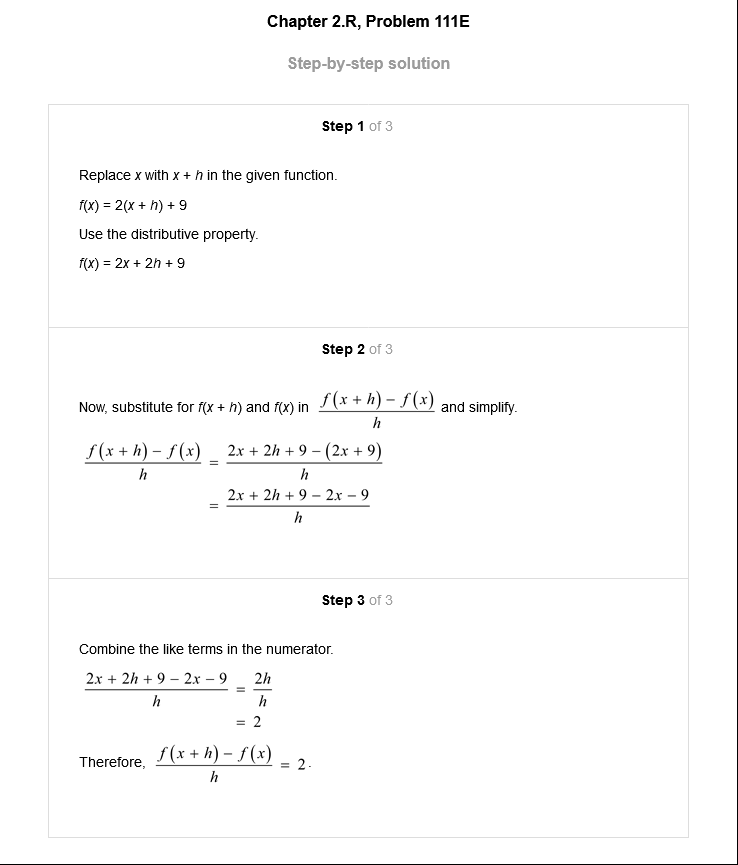 Chapter 2.R, Problem 111E
Step-by-step solution
Step 1 of 3
Replace x with x + h in the given function.
f(x) = 2(x + h) + 9
Use the distributive property.
f(x) = 2x + 2h + 9
Step 2 of 3
Now, substitute for f(x + h) and f(x) in \frac{f(x + h) - f(x)}{h} and simplify.
\frac{f(x + h) - f(x)}{h} = \frac{2x + 2h + 9 - (2x + 9)}{h}
= \frac{2x + 2h + 9 - 2x - 9}{h}
Step 3 of 3
Combine the like terms in the numerator.
\frac{2x + 2h + 9 - 2x - 9}{h} = \frac{2h}{h}
= 2
Therefore, \frac{f(x + h) - f(x)}{h} = 2.